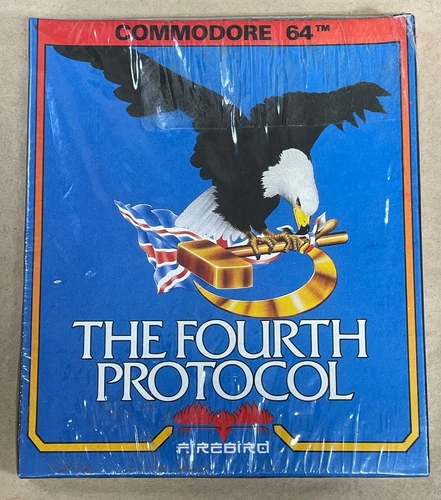 COMMODORE 64™
THE FOURTH
PROTOCOL
FIREBIRD